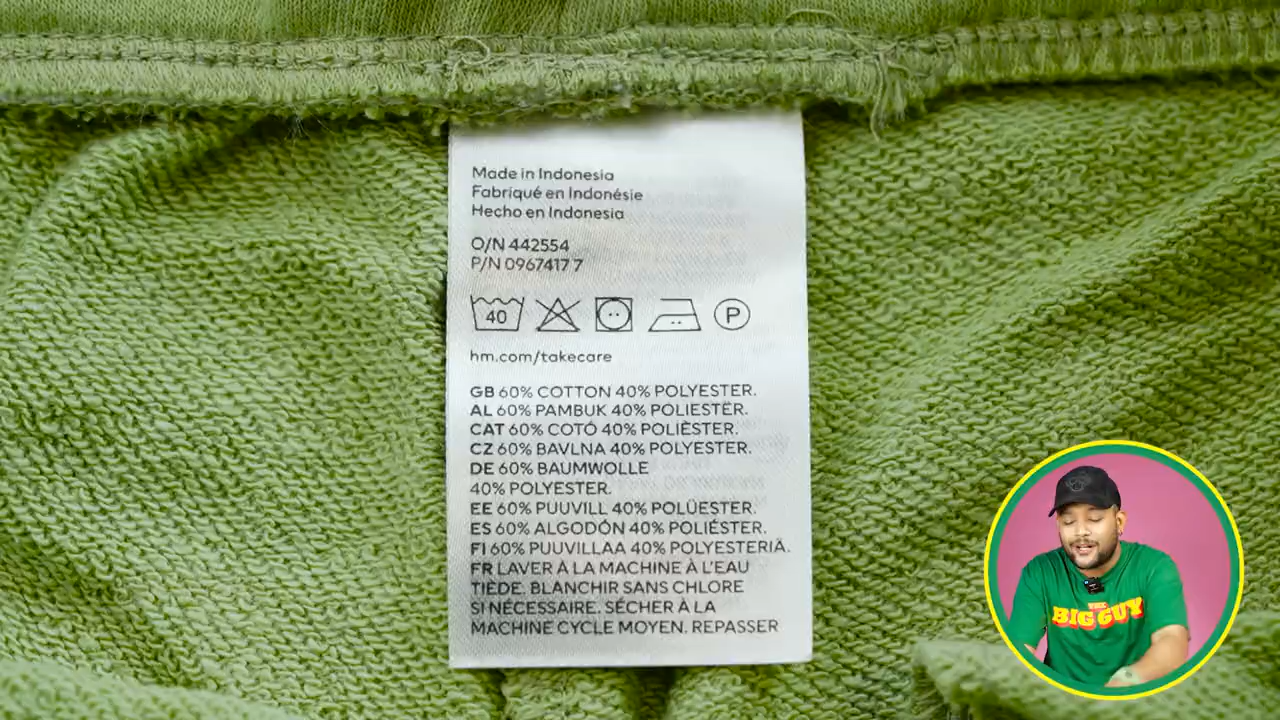 Made in Indonesia
Fabriqué en Indonésie
Hecho en Indonesia
O/N 442554
P/N 0967417 7
40
P
hm.com/takecare
GB 60% COTTON 40% POLYESTER.
AL 60% PAMBUK 40% POLIESTËR.
CAT 60% COTÓ 40% POLIÈSTER.
CZ 60% BAVLNA 40% POLYESTER.
DE 60% BAUMWOLLE
40% POLYESTER.
EE 60% PUUVILL 40% POLÜESTER.
ES 60% ALGODÓN 40% POLIÉSTER.
FI 60% PUUVILLAA 40% POLYESTERIÄ.
FR LAVER À LA MACHINE À L'EAU
TIÈDE. BLANCHIR SANS CHLORE
SI NÉCESSAIRE. SÉCHER À LA
MACHINE CYCLE MOYEN. REPASSER
THE
BIG GUY